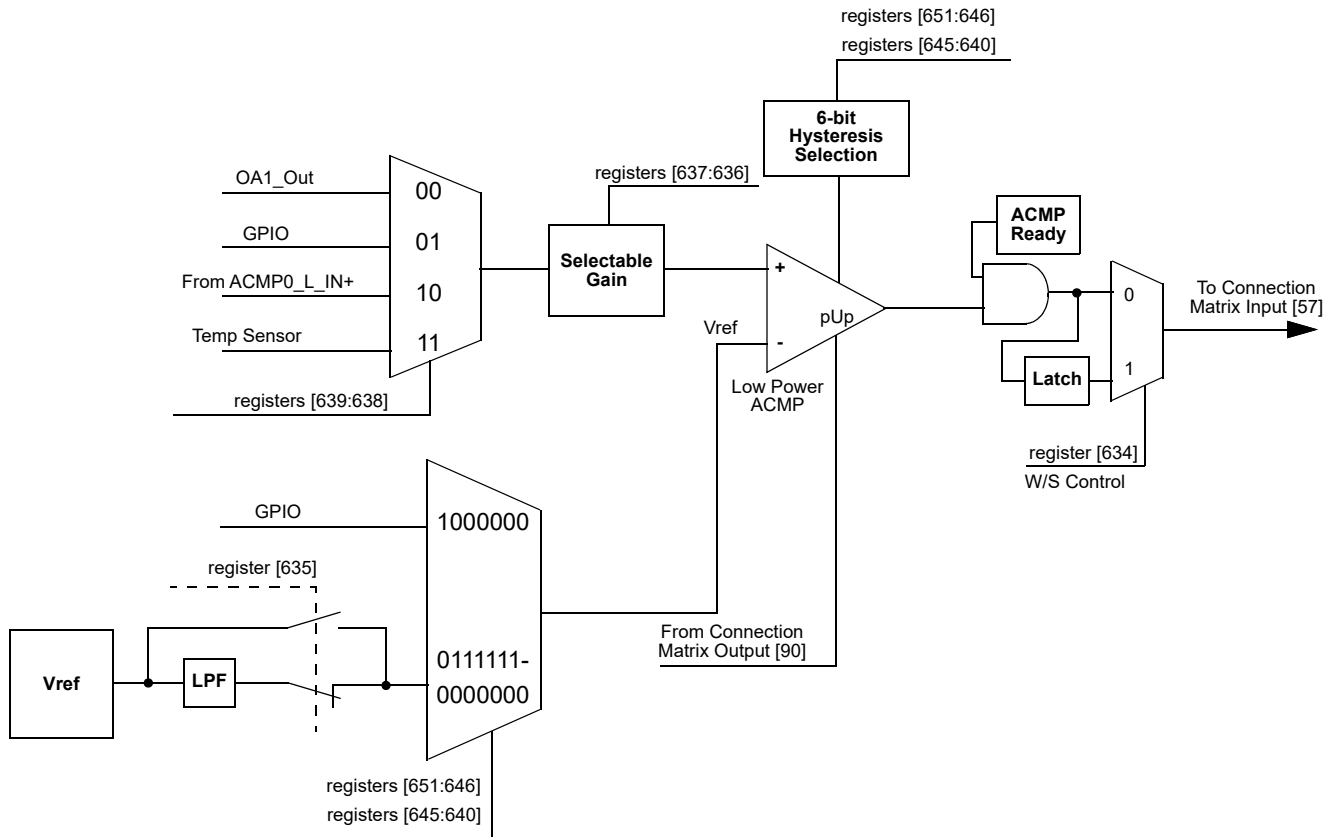 registers [651:646]
registers [645:640]
6-bit
Hysteresis
Selection
registers [637:636]
OA1_Out
00
GPIO
01
From ACMP0_L_IN+
10
Temp Sensor
11
registers [639:638]
Selectable
Gain
+
Vref
-
pUp
Low Power
ACMP
ACMP
Ready
0
1
Latch
To Connection
Matrix Input [57]
register [634]
W/S Control
GPIO
1000000
register [635]
0111111-
0000000
Vref
LPF
From Connection
Matrix Output [90]
registers [651:646]
registers [645:640]